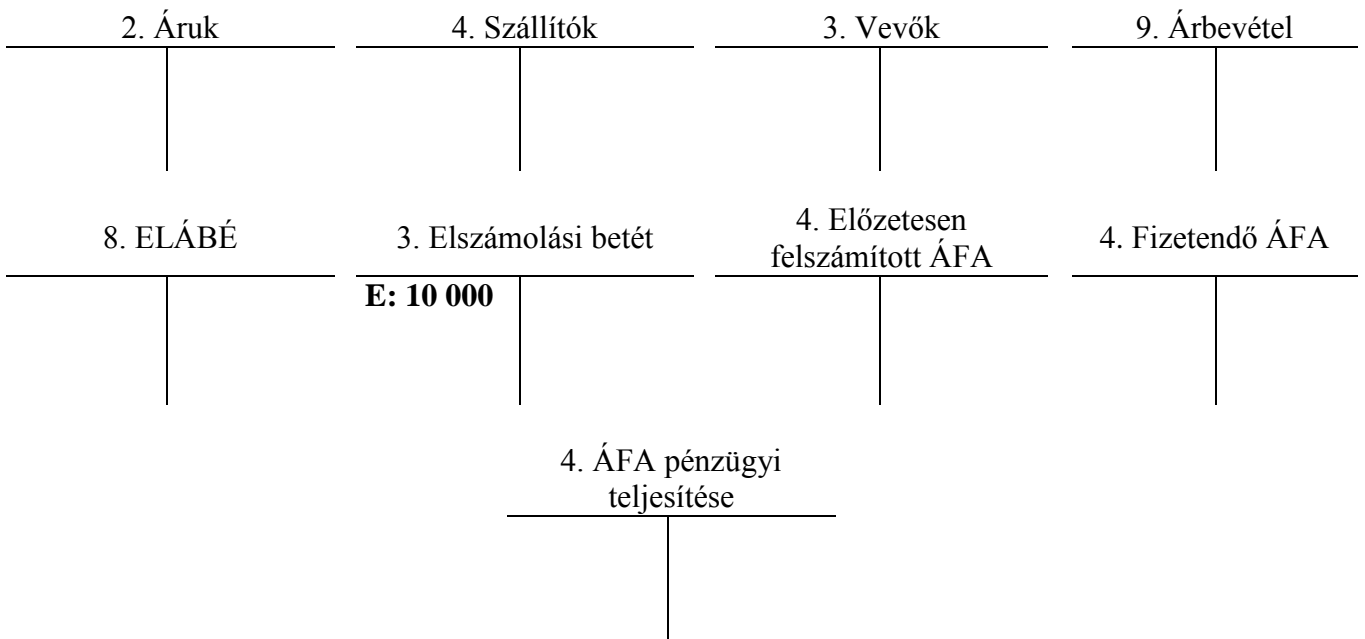 2. Áruk
4. Szállítók
3. Vevők
9. Árbevétel
8. ELÁBÉ
3. Elszámolási betét
4. Előzetesen
felszámított ÁFA
4. Fizetendő ÁFA
E: 10 000
4. ÁFA pénzügyi
teljesítése